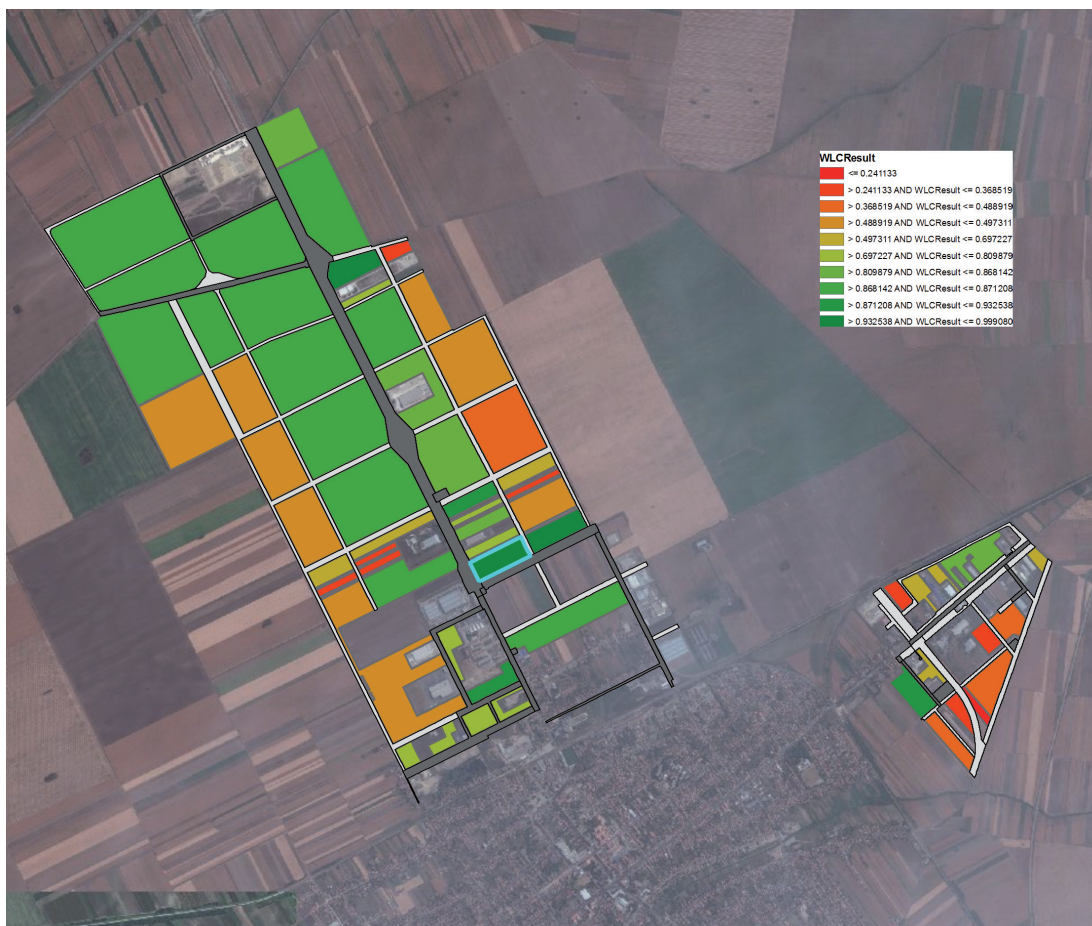 WLCResult
<= 0.241133
> 0.241133 AND WLCResult <= 0.368519
> 0.368519 AND WLCResult <= 0.488919
> 0.488919 AND WLCResult <= 0.497311
> 0.497311 AND WLCResult <= 0.697227
> 0.697227 AND WLCResult <= 0.809879
> 0.809879 AND WLCResult <= 0.868142
> 0.868142 AND WLCResult <= 0.871208
> 0.871208 AND WLCResult <= 0.932538
> 0.932538 AND WLCResult <= 0.999080